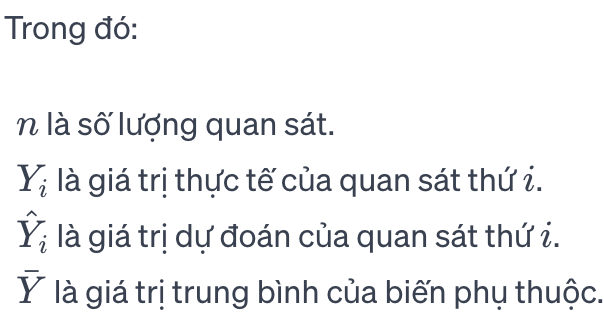 Trong đó:
n là số lượng quan sát.
Yᵢ là giá trị thực tế của quan sát thứ i.
Ŷᵢ là giá trị dự đoán của quan sát thứ i.
Ȳ là giá trị trung bình của biến phụ thuộc.